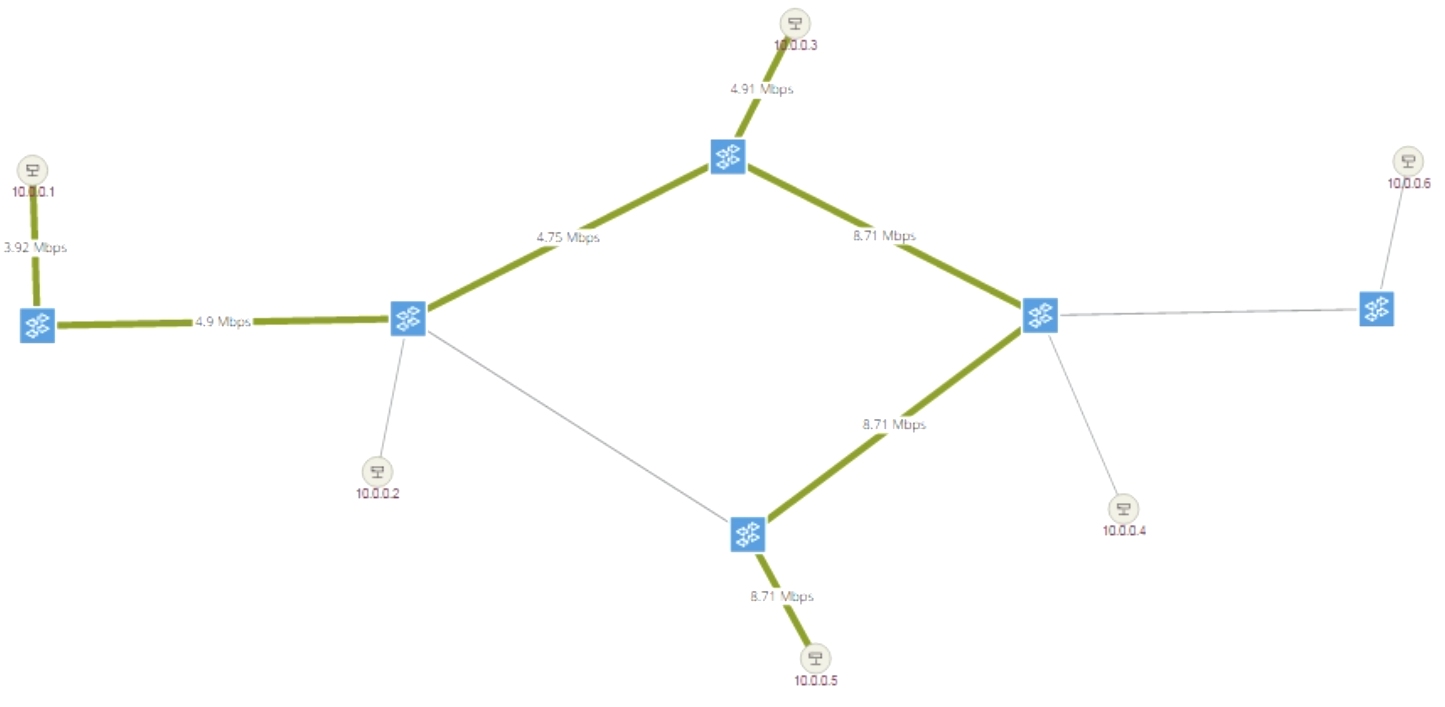 10.0.0.3
4.91 Mbps
10.0.0.1
10.0.0.6
3.92 Mbps
4.75 Mbps
8.71 Mbps
4.9 Mbps
8.71 Mbps
10.0.0.2
10.0.0.4
8.71 Mbps
10.0.0.5